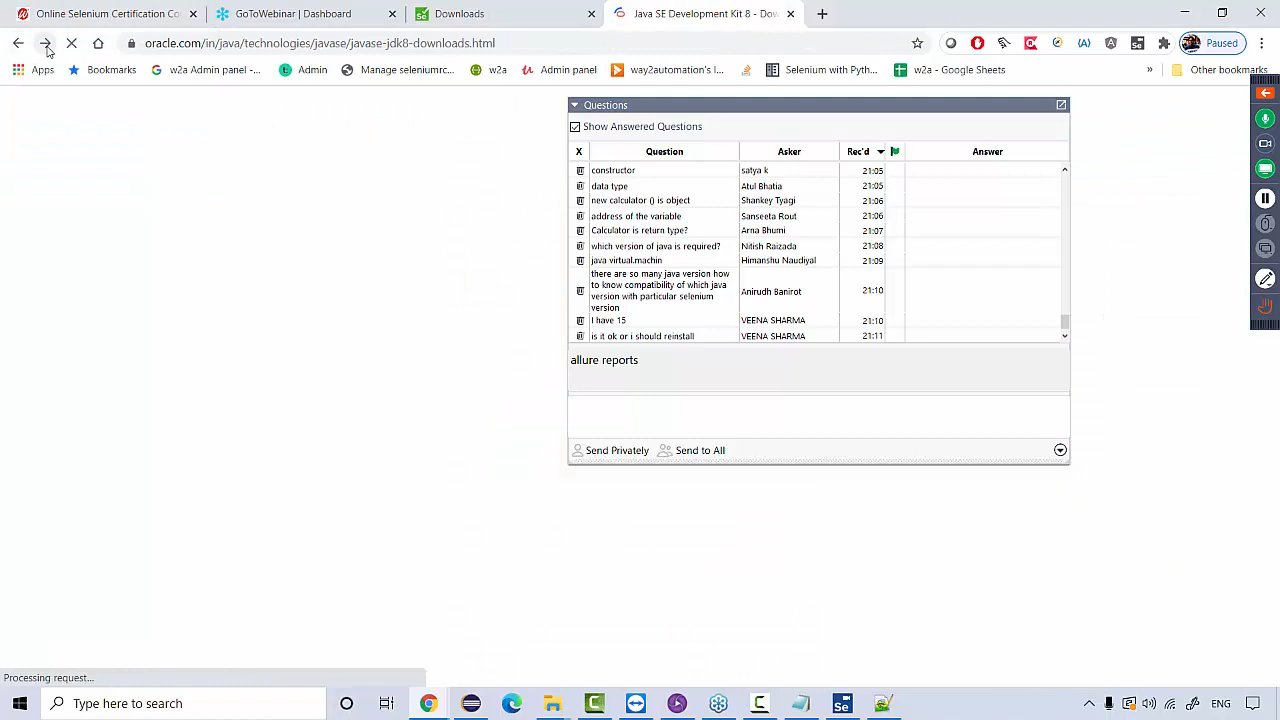 Online Selenium Certification Co
GoToWebinar | Dashboard
Downloads
Java SE Development Kit 8 - Dow
oracle.com/in/java/technologies/javase/javase-jdk8-downloads.html
Paused
Apps
Bookmarks
w2a Admin panel -...
Admin
Manage seleniumrc...
w2a
Admin panel
way2automation's l...
Selenium with Pyth...
w2a - Google Sheets
»
Other bookmarks
Questions
Show Answered Questions
X Question Asker Rec'd Answer
constructor satya k 21:05
data type Atul Bhatia 21:05
new calculator () is object Shankey Tyagi 21:06
address of the variable Sanseeta Rout 21:06
Calculator is return type? Arna Bhumi 21:07
which version of java is required? Nitish Raizada 21:08
java virtual.machin Himanshu Naudiyal 21:09
there are so many java version how
to know compatibility of which java
version with particular selenium
version
Anirudh Banirot 21:10
I have 15 VEENA SHARMA 21:10
is it ok or i should reinstall VEENA SHARMA 21:11
allure reports
Send Privately Send to All
Processing request...
Type here to search
ENG